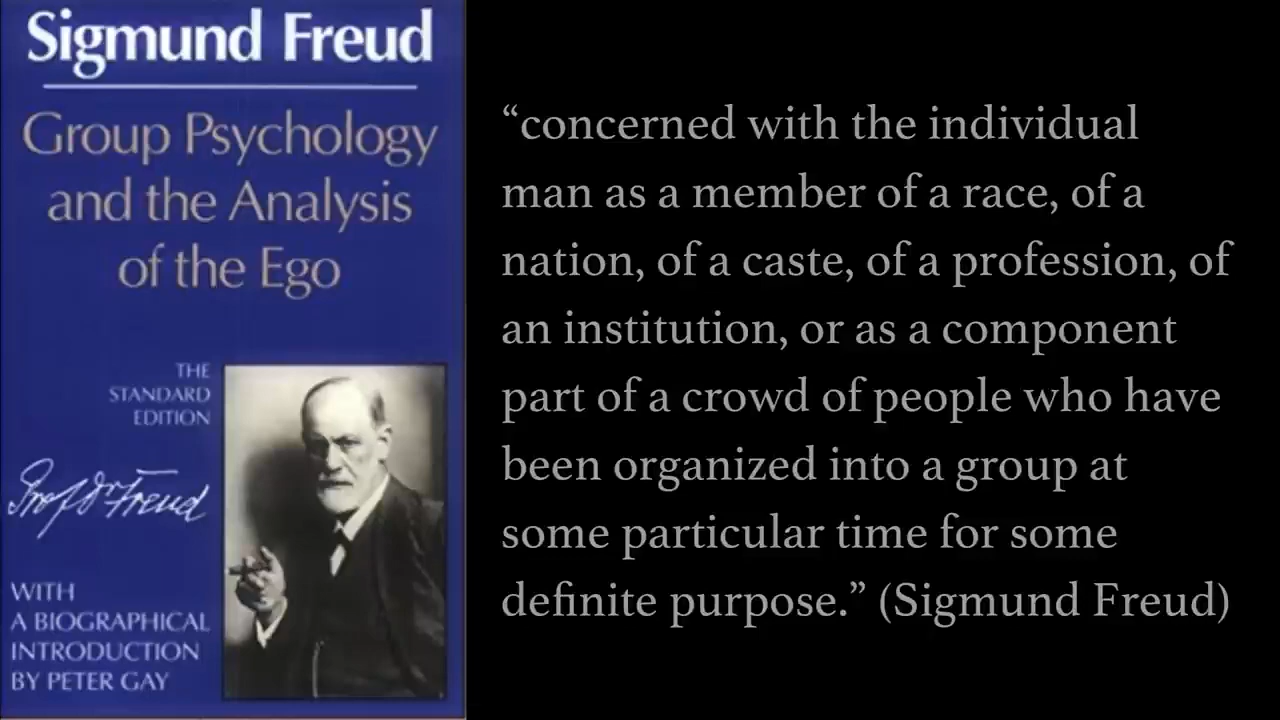 Sigmund Freud
Group Psychology
and the Analysis
of the Ego
THE
STANDARD
EDITION
Prof Dr Freud
WITH
A BIOGRAPHICAL
INTRODUCTION
BY PETER GAY
“concerned with the individual
man as a member of a race, of a
nation, of a caste, of a profession, of
an institution, or as a component
part of a crowd of people who have
been organized into a group at
some particular time for some
definite purpose.” (Sigmund Freud)